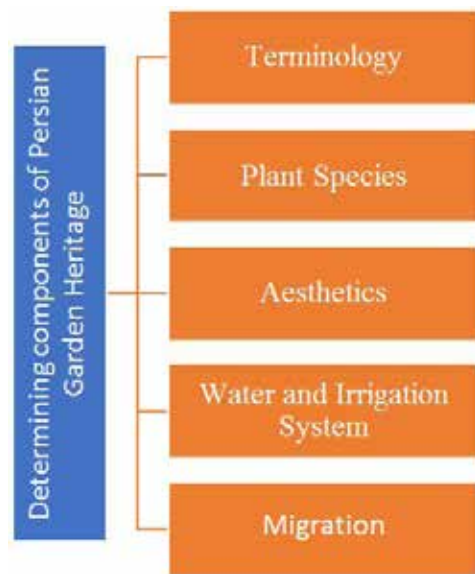 Determining components of Persian
Garden Heritage
Terminology
Plant Species
Aesthetics
Water and Irrigation
System
Migration